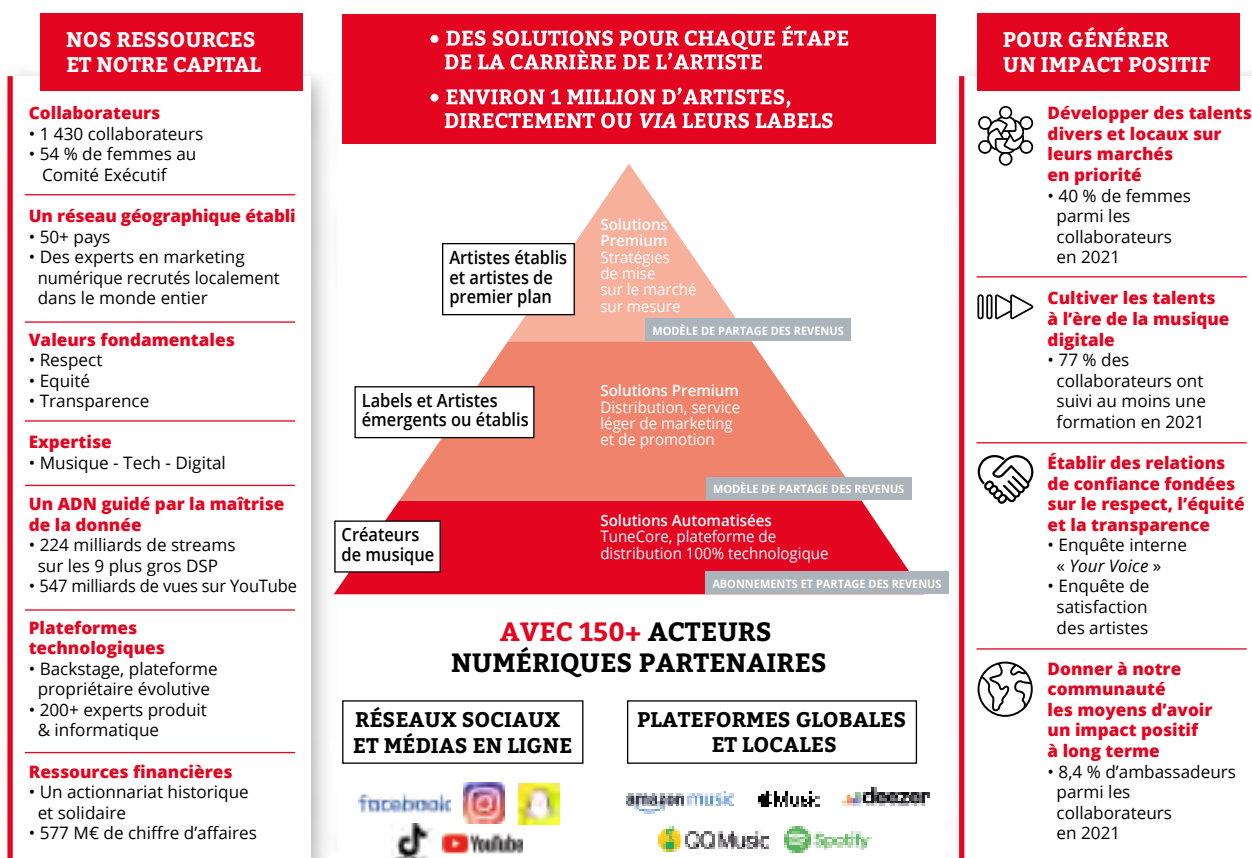 NOS RESSOURCES
ET NOTRE CAPITAL
Collaborateurs
• 1 430 collaborateurs
• 54 % de femmes au
Comité Exécutif
Un réseau géographique établi
• 50+ pays
• Des experts en marketing
numérique recrutés localement
dans le monde entier
Valeurs fondamentales
• Respect
• Equité
• Transparence
Expertise
• Musique - Tech - Digital
Un ADN guidé par la maîtrise
de la donnée
• 224 milliards de streams
sur les 9 plus gros DSP
• 547 milliards de vues sur YouTube
Plateformes
technologiques
• Backstage, plateforme
propriétaire évolutive
• 200+ experts produit
& informatique
Ressources financières
• Un actionnariat historique
et solidaire
• 577 M€ de chiffre d'affaires
• DES SOLUTIONS POUR CHAQUE ÉTAPE
DE LA CARRIÈRE DE L'ARTISTE
• ENVIRON 1 MILLION D'ARTISTES,
DIRECTEMENT OU VIA LEURS LABELS
Artistes établis
et artistes de
premier plan
Solutions
Premium
Stratégies
de mise
sur le marché
sur mesure
MODÈLE DE PARTAGE DES REVENUS
Labels et Artistes
émergents ou établis
Solutions Premium
Distribution, service
léger de marketing
et de promotion
MODÈLE DE PARTAGE DES REVENUS
Créateurs
de musique
Solutions Automatisées
TuneCore, plateforme de
distribution 100% technologique
ABONNEMENTS ET PARTAGE DES REVENUS
AVEC 150+ ACTEURS
NUMÉRIQUES PARTENAIRES
RÉSEAUX SOCIAUX
ET MÉDIAS EN LIGNE
facebook
YouTube
PLATEFORMES GLOBALES
ET LOCALES
amazon music
Music
deezer
QQ Music
Spotify
POUR GÉNÉRER
UN IMPACT POSITIF
Développer des talents
divers et locaux sur
leurs marchés
en priorité
• 40 % de femmes
parmi les
collaborateurs
en 2021
Cultiver les talents
à l'ère de la musique
digitale
• 77 % des
collaborateurs ont
suivi au moins une
formation en 2021
Établir des relations
de confiance fondées
sur le respect, l'équité
et la transparence
• Enquête interne
« Your Voice »
• Enquête de
satisfaction
des artistes
Donner à notre
communauté
les moyens d'avoir
un impact positif
à long terme
• 8,4 % d'ambassadeurs
parmi les
collaborateurs
en 2021